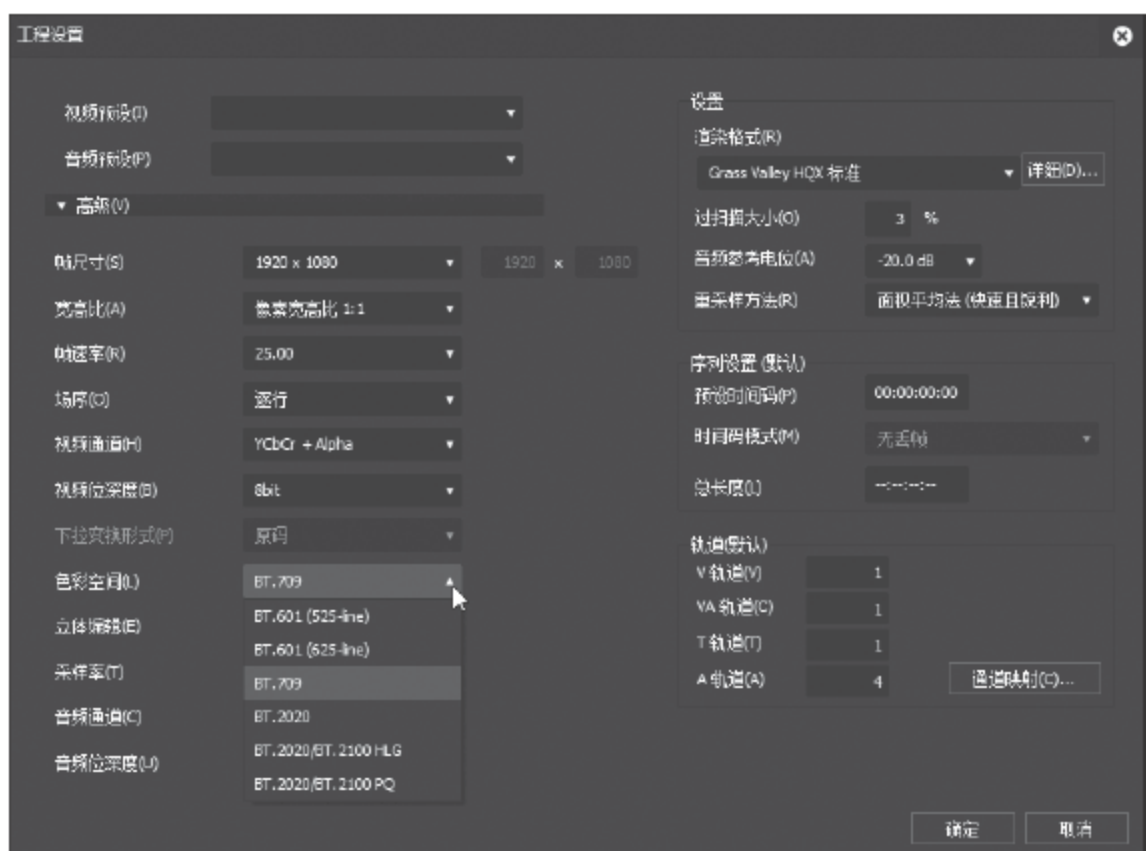 工程设置
视频预设(I)
音频预设(P)
高级(V)
帧尺寸(S) 1920 x 1080 1920 x 1080
宽高比(A) 像素宽高比 1:1
帧速率(R) 25.00
场序(O) 逐行
视频通道(H) YCbCr + Alpha
视频位深度(B) 8bit
下拉变换形式(P) 原码
色彩空间(L) BT.709
BT.601 (525-line)
立体编辑(E)
BT.601 (625-line)
采样率(T)
BT.709
音频通道(C)
BT.2020
BT.2020/BT.2100 HLG
音频位深度(U)
BT.2020/BT.2100 PQ
设置
渲染格式(R)
Grass Valley HQX 标准 详细(D)...
过扫描大小(O) 3 %
音频参考电位(A) -20.0 dB
重采样方法(R) 面积平均法 (快速且锐利)
序列设置 (默认)
预设时间码(P) 00:00:00:00
时间码模式(M) 无丢帧
总长度(L) --:--:--:--
轨道(默认)
V 轨道(V) 1
VA 轨道(C) 1
T 轨道(T) 1
A 轨道(A) 4 通道映射(C)...
确定 取消